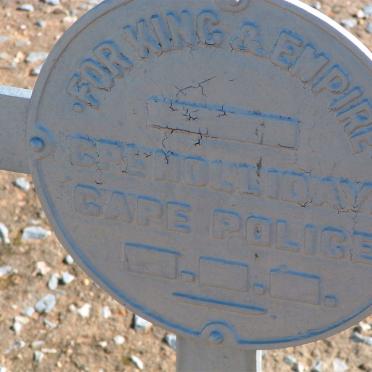 FOR KING & EMPIRE
HOLLIDAY
CAPE POLICE